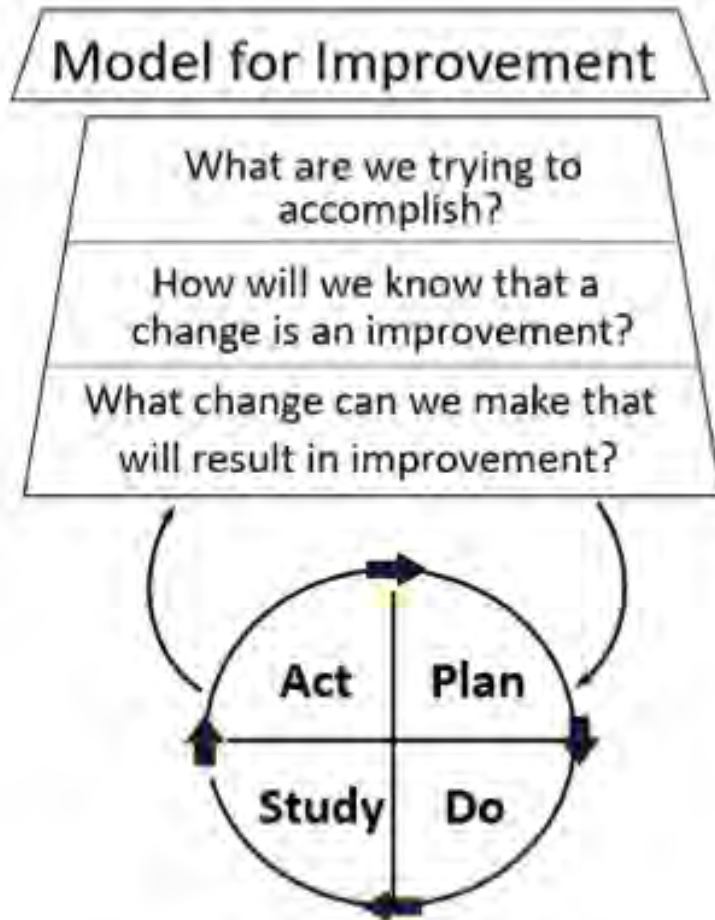 Model for Improvement
What are we trying to
accomplish?
How will we know that a
change is an improvement?
What change can we make that
will result in improvement?
Act Plan
Study Do